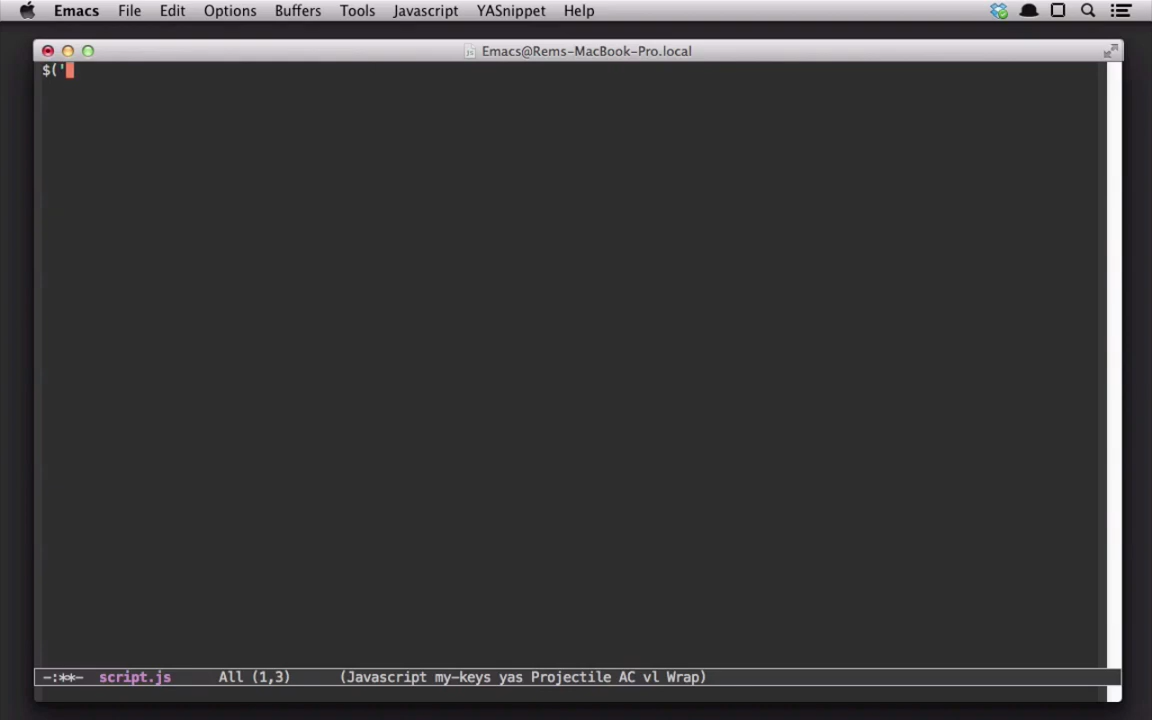 Emacs File Edit Options Buffers Tools Javascript YASnippet Help
Emacs@Rems-MacBook-Pro.local
$('
-:**- script.js All (1,3) (Javascript my-keys yas Projectile AC vl Wrap)